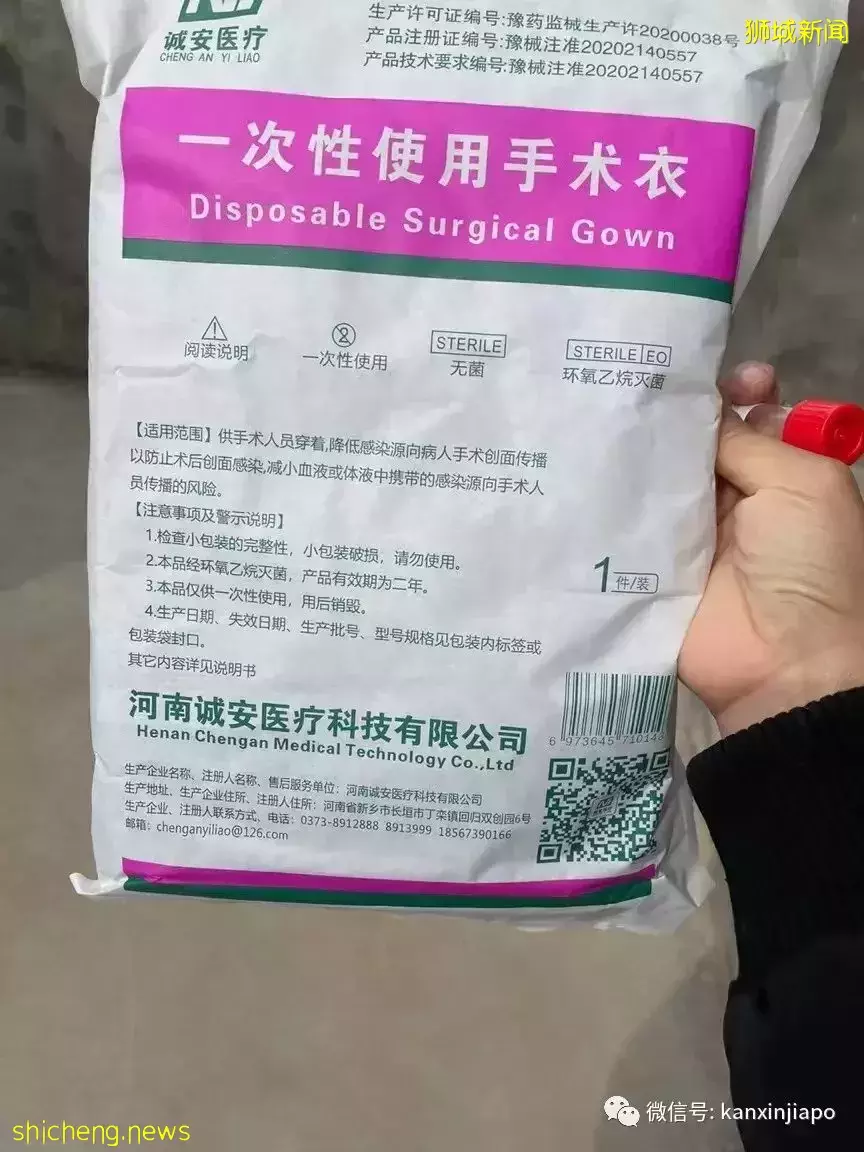 生产许可证编号:豫药监械生产许20200038号
狮城新闻
产品注册证编号:豫械注准20202140557
产品技术要求编号:豫械注准20202140557
诚安医疗
CHENG AN YI LIAO
一次性使用手术衣
Disposable Surgical Gown
阅读说明
2
一次性使用
STERILE
无菌
STERILE EO
环氧乙烷灭菌
【适用范围】供手术人员穿着,降低感染源向病人手术创面传播
以防止术后创面感染,减小血液或体液中携带的感染源向手术人
员传播的风险。
【注意事项及警示说明】
1.检查小包装的完整性，小包装破损，请勿使用。
2.本品经环氧乙烷灭菌，产品有效期为二年。
3.本品仅供一次性使用，用后销毁。
4.生产日期、失效日期、生产批号、型号规格见包装内标签或
包装袋封口。
其它内容详见说明书
1件/装
河南诚安医疗科技有限公司
Henan Chengan Medical Technology Co.,Ltd
6 973645 710148
生产企业名称、注册人名称、售后服务单位：河南诚安医疗科技有限公司
生产地址、生产企业住所、注册人住所：河南省新乡市长垣市丁栾镇回归双创园6号
生产企业、注册人联系方式、电话：0373-8912888 8913999 18567390166
邮箱：chenganyiliao@126.com
微信号: kanxinjiapo
shicheng.news